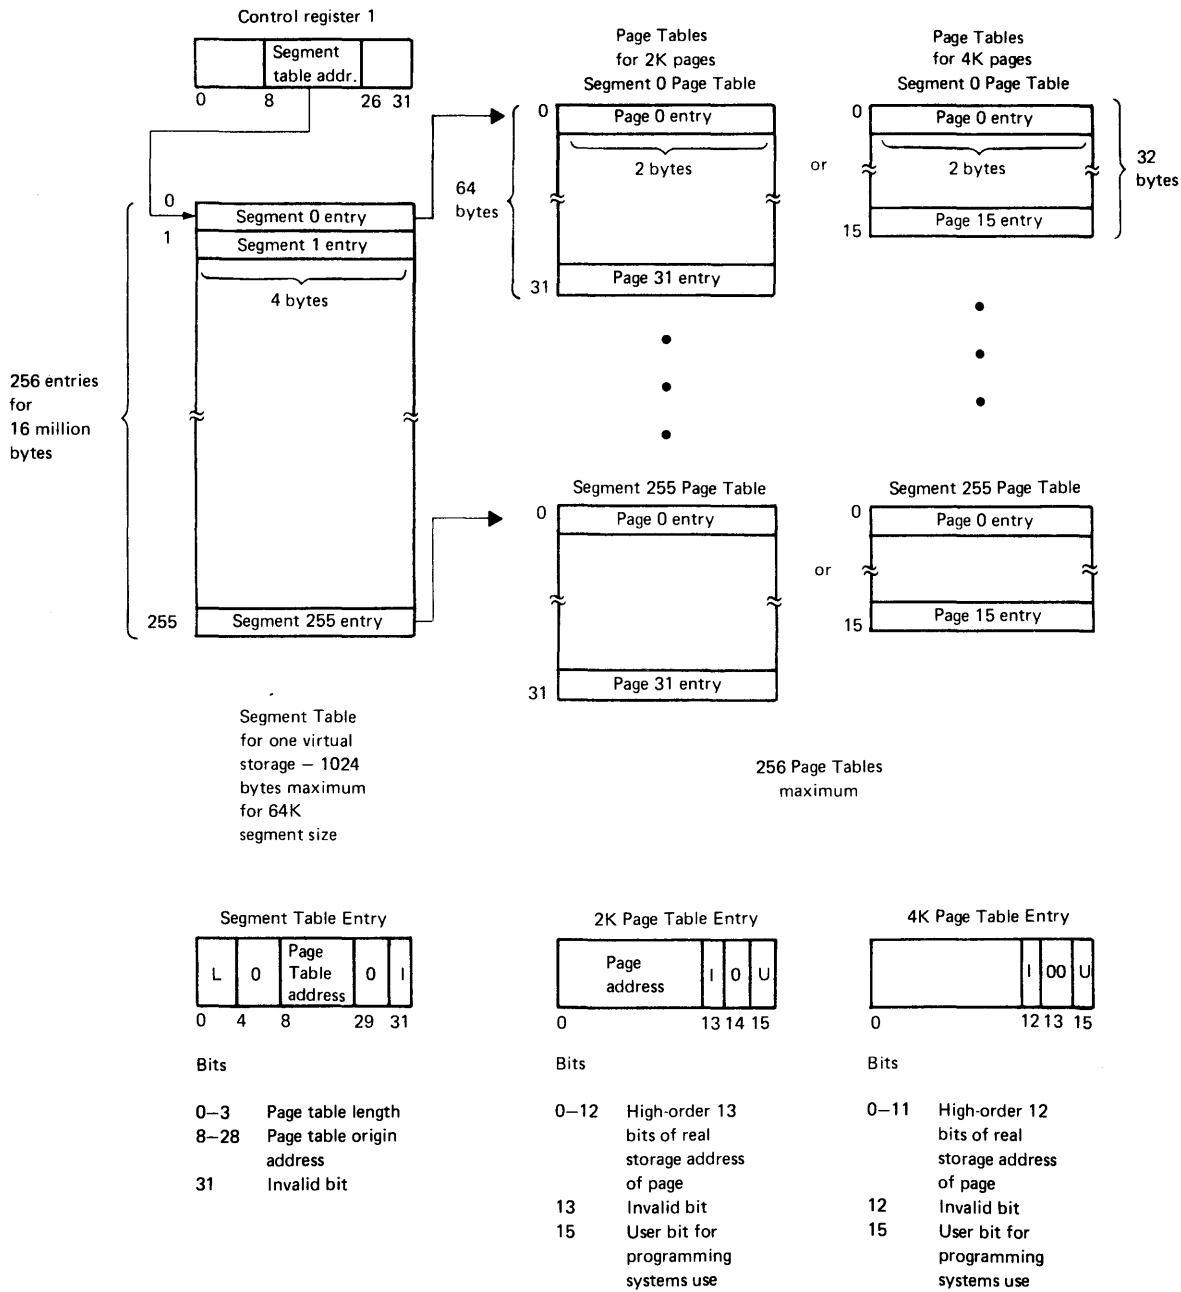 Control register 1
Segment
table addr.
0 8 26 31
Page Tables
for 2K pages
Segment 0 Page Table
0
Page 0 entry
2 bytes
64
bytes
Page 31 entry
31
or
Page Tables
for 4K pages
Segment 0 Page Table
0
Page 0 entry
2 bytes
32
bytes
Page 15 entry
15
0
Segment 0 entry
1
Segment 1 entry
4 bytes
256 entries
for
16 million
bytes
255
Segment 255 entry
Segment 255 Page Table
0
Page 0 entry
Page 31 entry
31
or
Segment 255 Page Table
0
Page 0 entry
Page 15 entry
15
Segment Table
for one virtual
storage – 1024
bytes maximum
for 64K
segment size
256 Page Tables
maximum
Segment Table Entry
L 0 Page Table address 0 I
0 4 8 29 31
Bits
0–3 Page table length
8–28 Page table origin
address
31 Invalid bit
2K Page Table Entry
Page
address
I 0 U
0 13 14 15
Bits
0–12 High-order 13
bits of real
storage address
of page
13 Invalid bit
15 User bit for
programming
systems use
4K Page Table Entry
I 00 U
0 12 13 15
Bits
0–11 High-order 12
bits of real
storage address
of page
12 Invalid bit
15 User bit for
programming
systems use